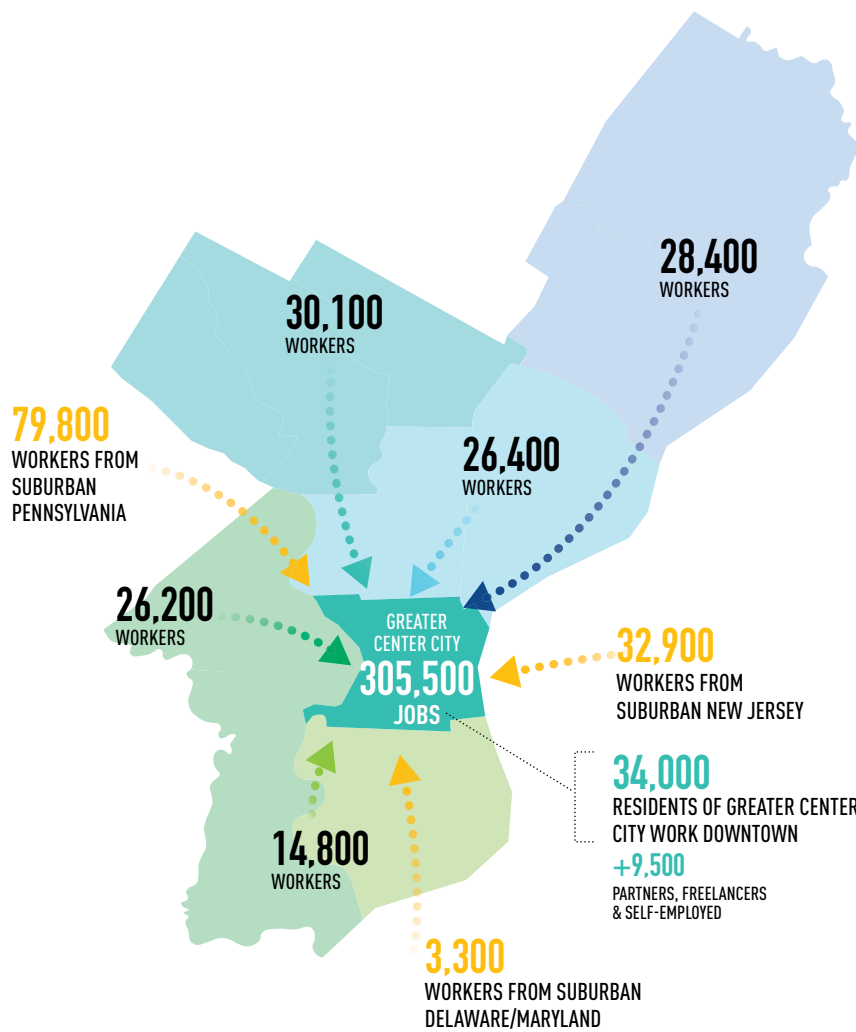 28,400
WORKERS
30,100
WORKERS
79,800
WORKERS FROM
SUBURBAN
PENNSYLVANIA
26,400
WORKERS
26,200
WORKERS
GREATER
CENTER CITY
305,500
JOBS
32,900
WORKERS FROM
SUBURBAN NEW JERSEY
34,000
RESIDENTS OF GREATER CENTER
CITY WORK DOWNTOWN
+9,500
PARTNERS, FREELANCERS
& SELF-EMPLOYED
14,800
WORKERS
3,300
WORKERS FROM SUBURBAN
DELAWARE/MARYLAND